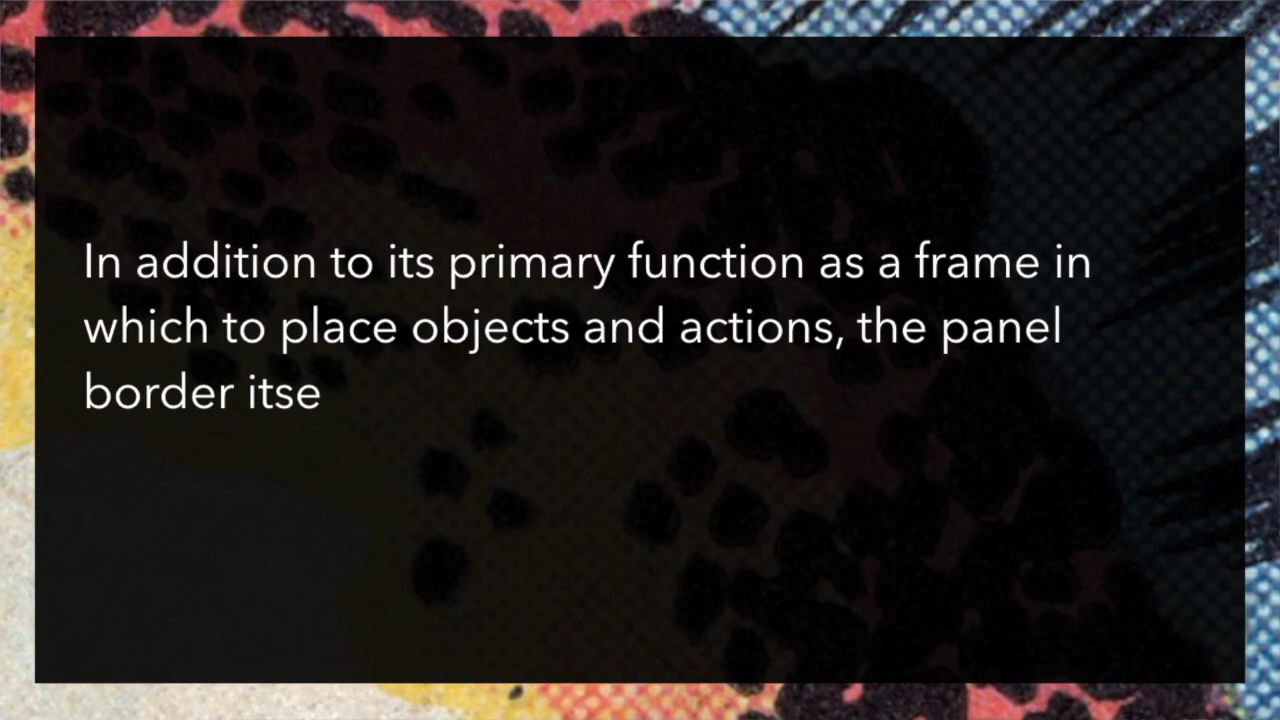 In addition to its primary function as a frame in
which to place objects and actions, the panel
border itse